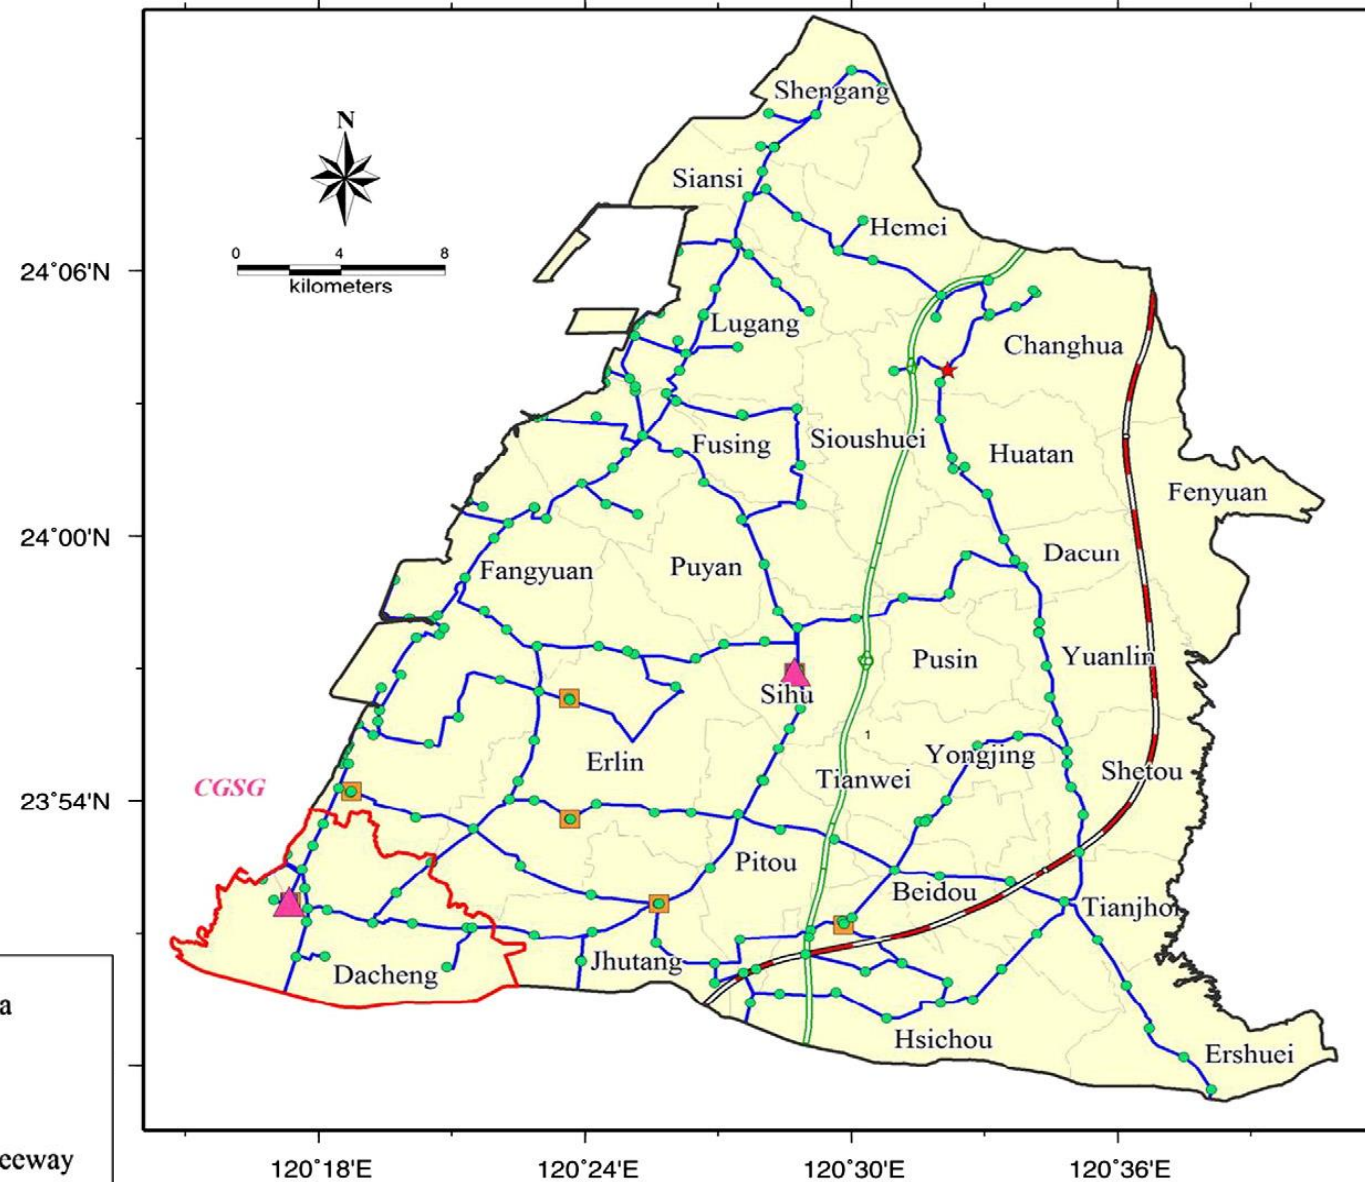 Shengang
N
Siansi
Hemei
0 4 8
kilometers
24°06'N
Lugang
Changhua
Fusing
Sioushuei
Huatan
Fenyuan
24°00'N
Fangyuan
Puyan
Dacun
Pusin
Yuanlin
Sihu
1
Erlin
Tianwei
Yongjing
Shetou
CGSG
23°54'N
Pitou
Beidou
Tianjho
Dacheng
Jhutang
a
Hsichou
Ershuei
eeway
120°18'E
120°24'E
120°30'E
120°36'E